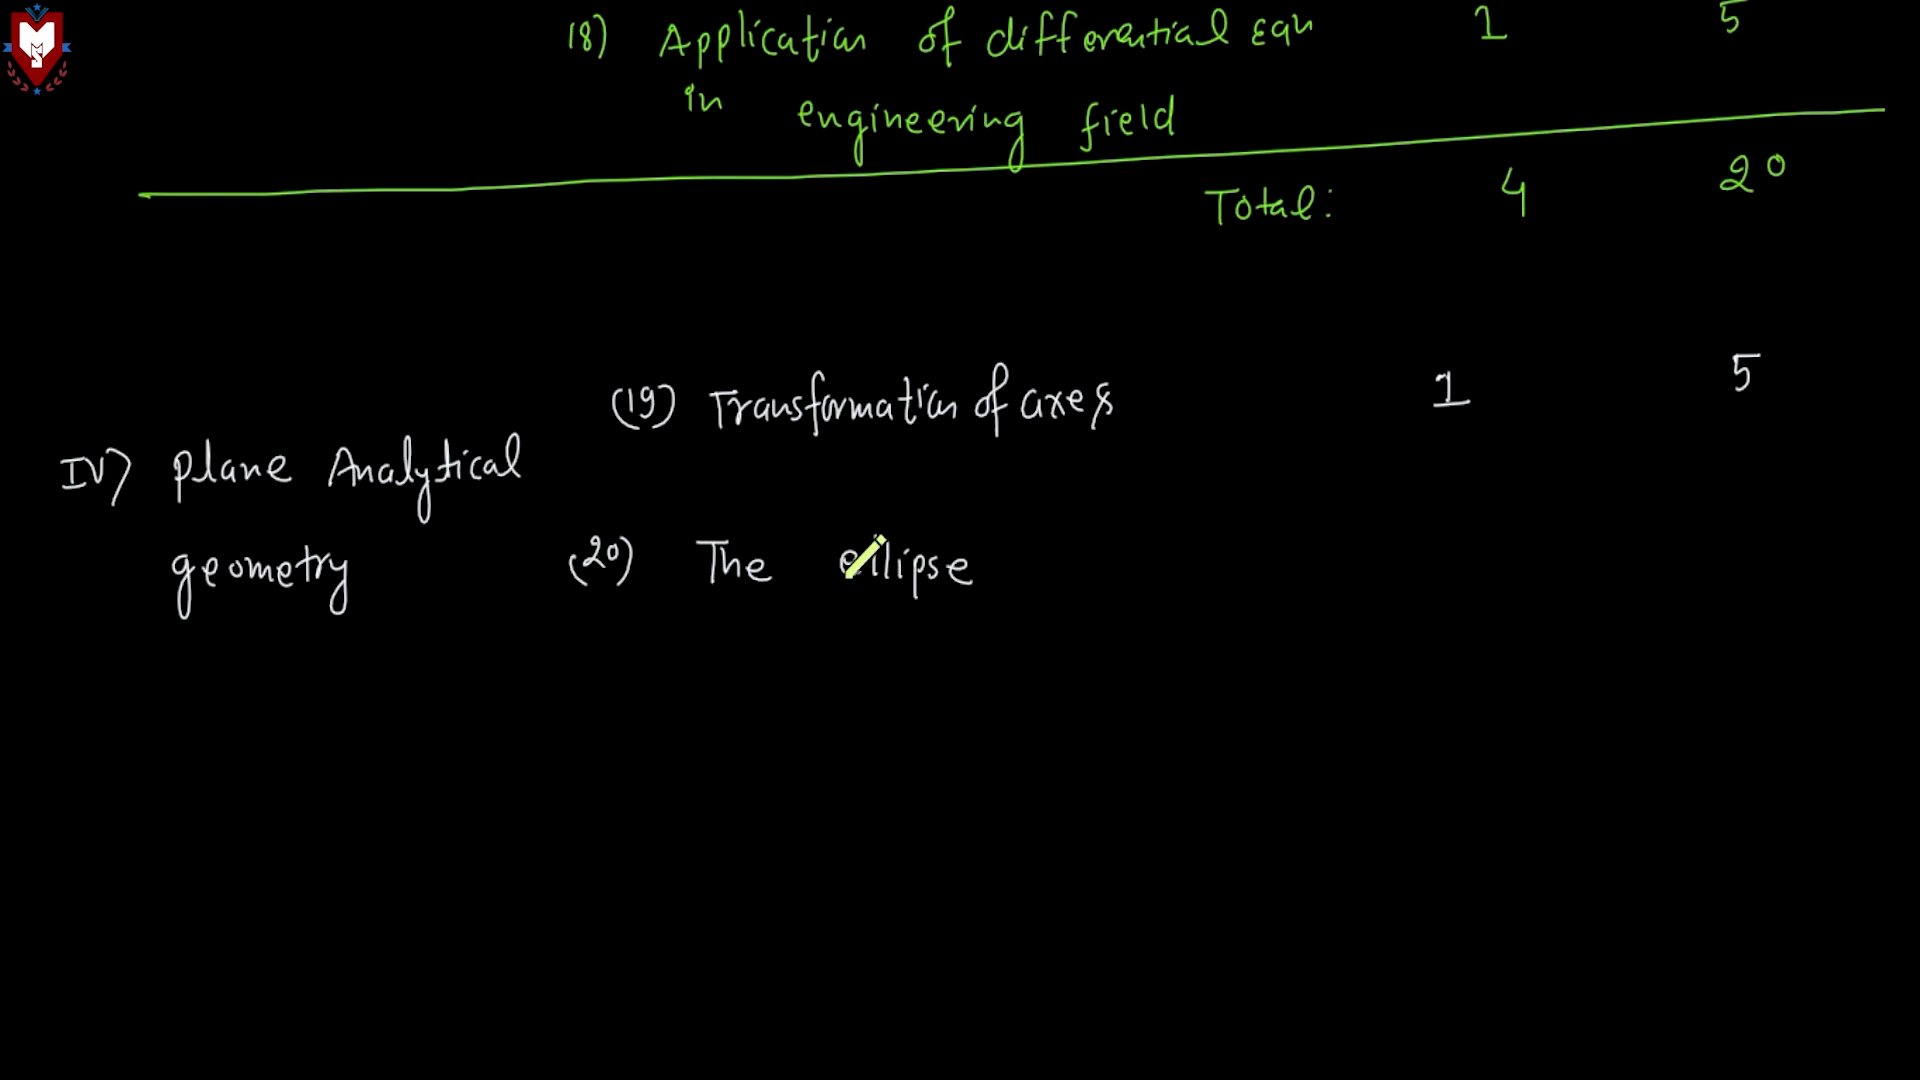 18) Application of differential Eqn 1 5
in engineering field
Total: 4 20
(19) Transformation of axes 1 5
IV) plane Analytical
geometry (20) The ellipse